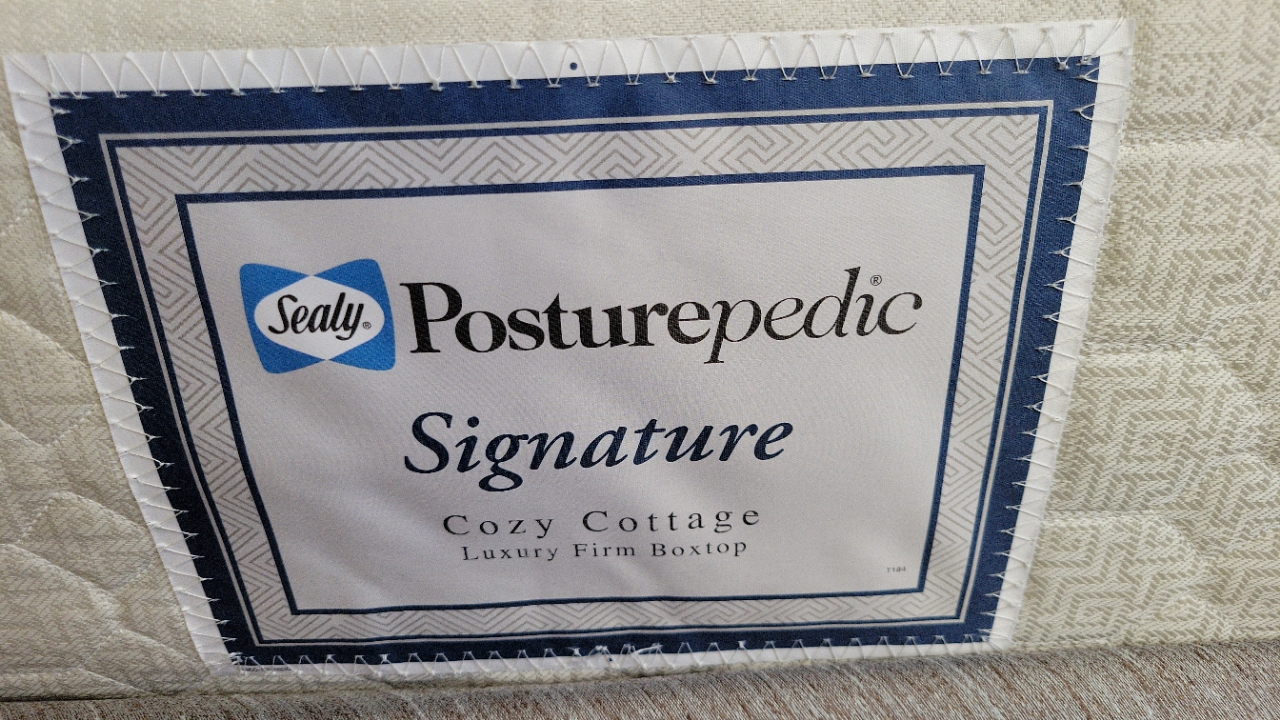 Sealy® Posturepedic®
Signature
Cozy Cottage
Luxury Firm Boxtop